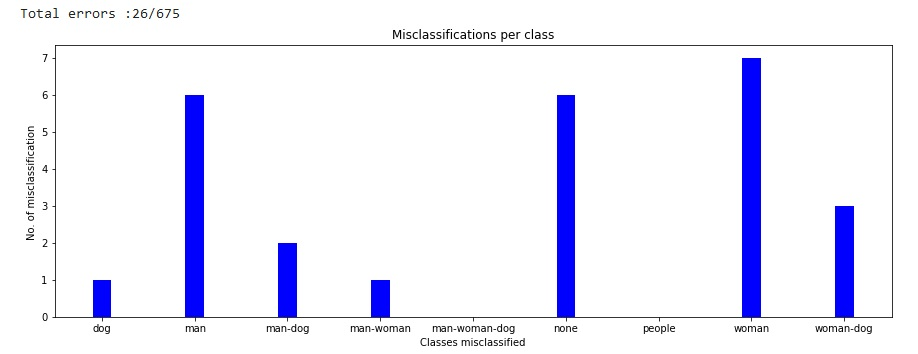 Total errors :26/675
Misclassifications per class
No. of misclassification
7
6
5
4
3
2
1
0
dog man man-dog man-woman man-woman-dog none people woman woman-dog
Classes misclassified